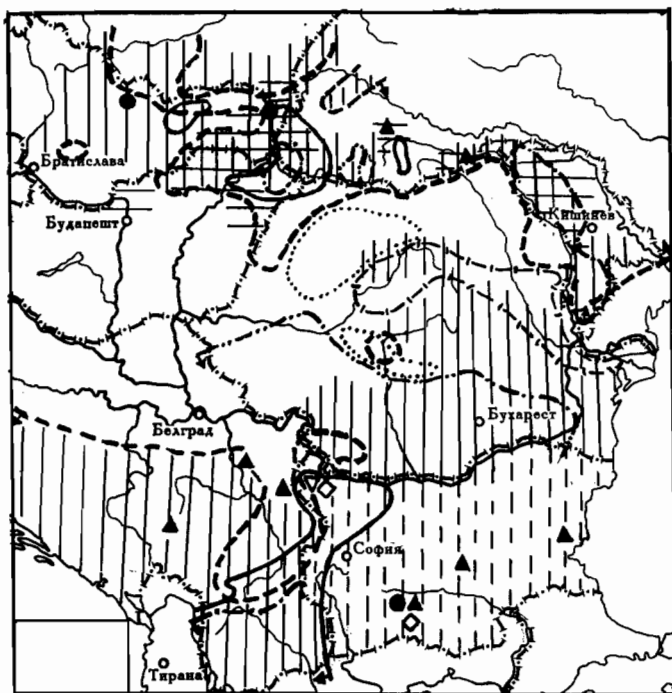 Братислава
Будапешт
Кишинев
Белград
Бухарест
София
Тирана